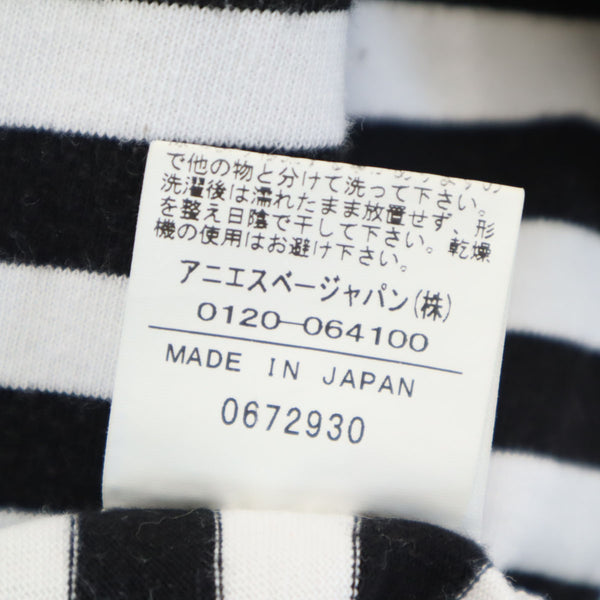 で他の物と分けて洗って下さい。
洗濯後は濡れたまま放置せず、形
を整え日陰で干して下さい。乾燥
機の使用はお避け下さい。
アニエスベージャパン(株)
0120-064100
MADE IN JAPAN
0672930